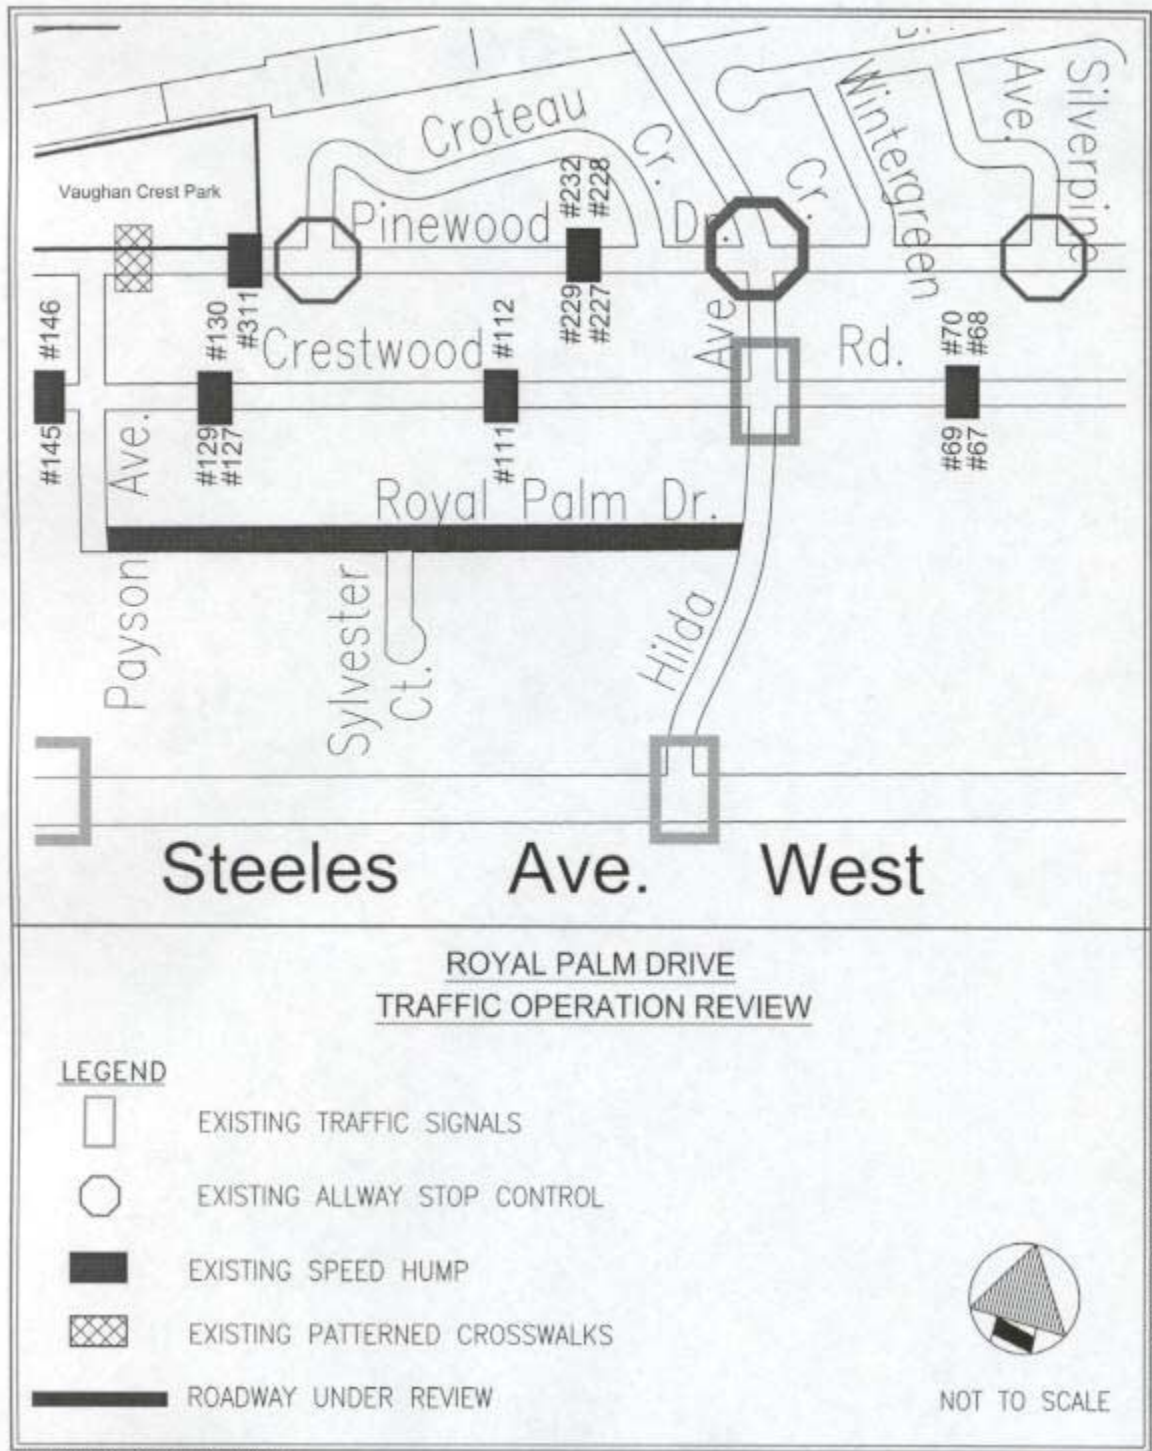 Croteau
Cr.
Cr.
Wintergreen
Ave.
Silverpine
Vaughan Crest Park
Pinewood
Dr.
#232
#228
#229
#227
#311
#146
#145
#130
#129
#127
Crestwood
Rd.
#112
#111
Ave
#70
#68
#69
#67
Ave.
Payson
Royal Palm Dr.
Sylvester
Ct.
Hilda
Steeles Ave. West
ROYAL PALM DRIVE
TRAFFIC OPERATION REVIEW
LEGEND
EXISTING TRAFFIC SIGNALS
EXISTING ALLWAY STOP CONTROL
EXISTING SPEED HUMP
EXISTING PATTERNED CROSSWALKS
ROADWAY UNDER REVIEW
NOT TO SCALE